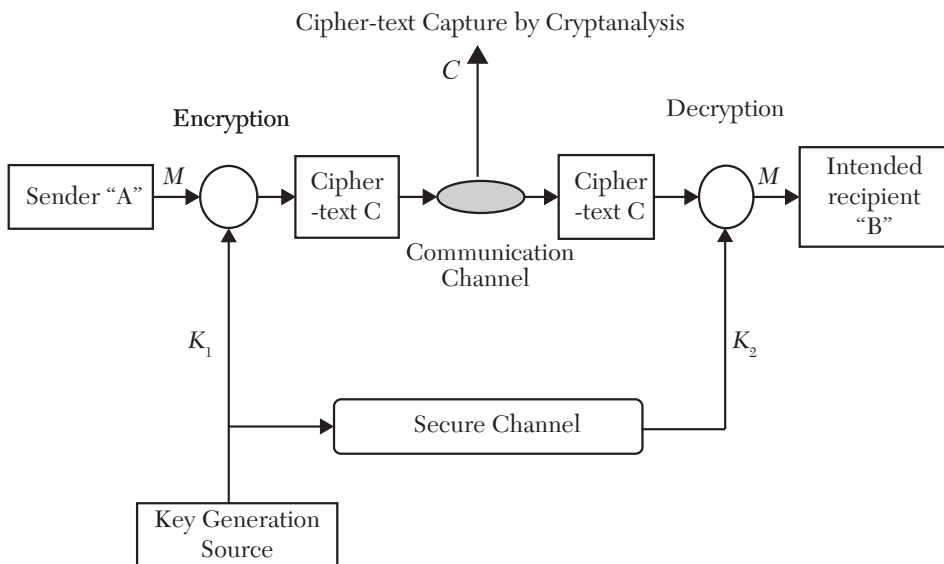 Cipher-text Capture by Cryptanalysis
C
Encryption
Decryption
Sender “A”
M
Cipher
-text C
Cipher
-text C
M
Intended
recipient
“B”
Communication
Channel
K₁
K₂
Secure Channel
Key Generation
Source